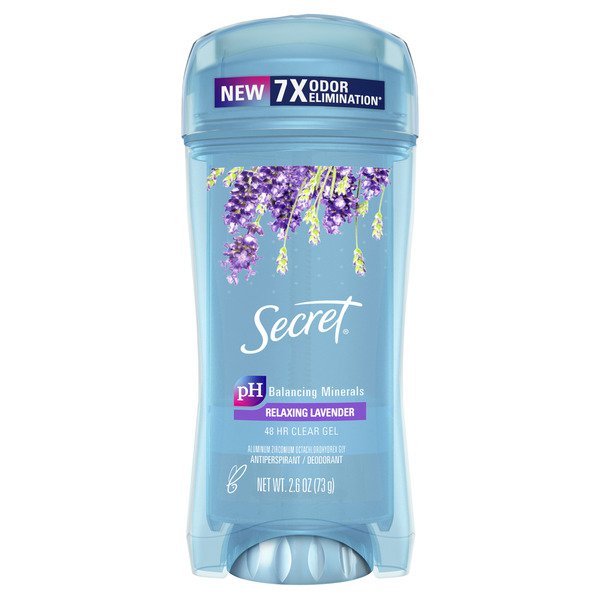 NEW 7X ODOR ELIMINATION*
Secret®
pH Balancing Minerals
RELAXING LAVENDER
48 HR CLEAR GEL
ALUMINUM ZIRCONIUM OCTACHLOROHYDREX GLY
ANTIPERSPIRANT / DEODORANT
NET WT. 2.6 OZ (73 g)